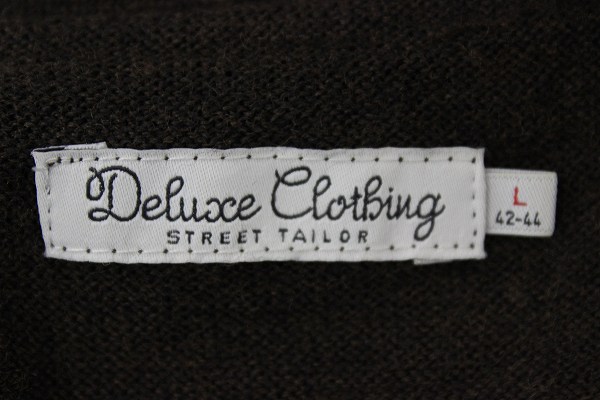 Deluxe Clothing
STREET TAILOR
L
42-44